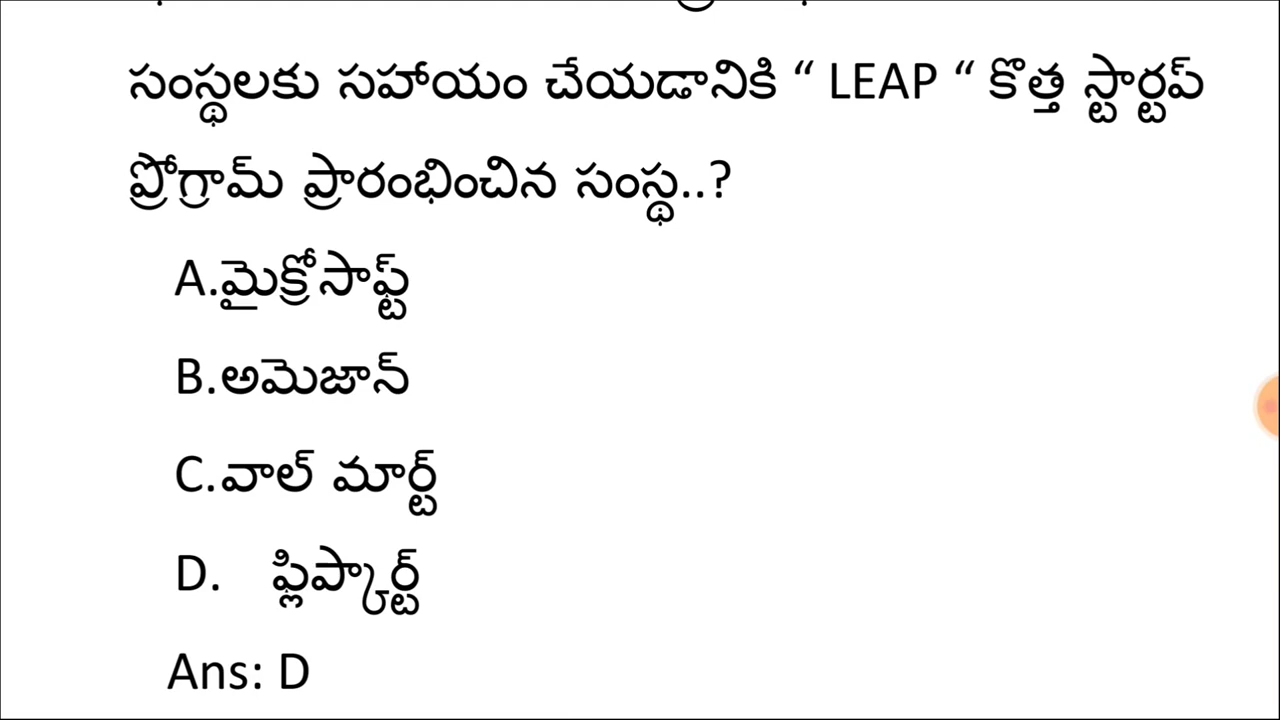 సంస్థలకు సహాయం చేయడానికి “ LEAP “ కొత్త స్టార్టప్
ప్రోగ్రామ్ ప్రారంభించిన సంస్థ..?
A.మైక్రోసాఫ్ట్
B.అమెజాన్
C.వాల్ మార్ట్
D. ఫ్లిప్కార్ట్
Ans: D